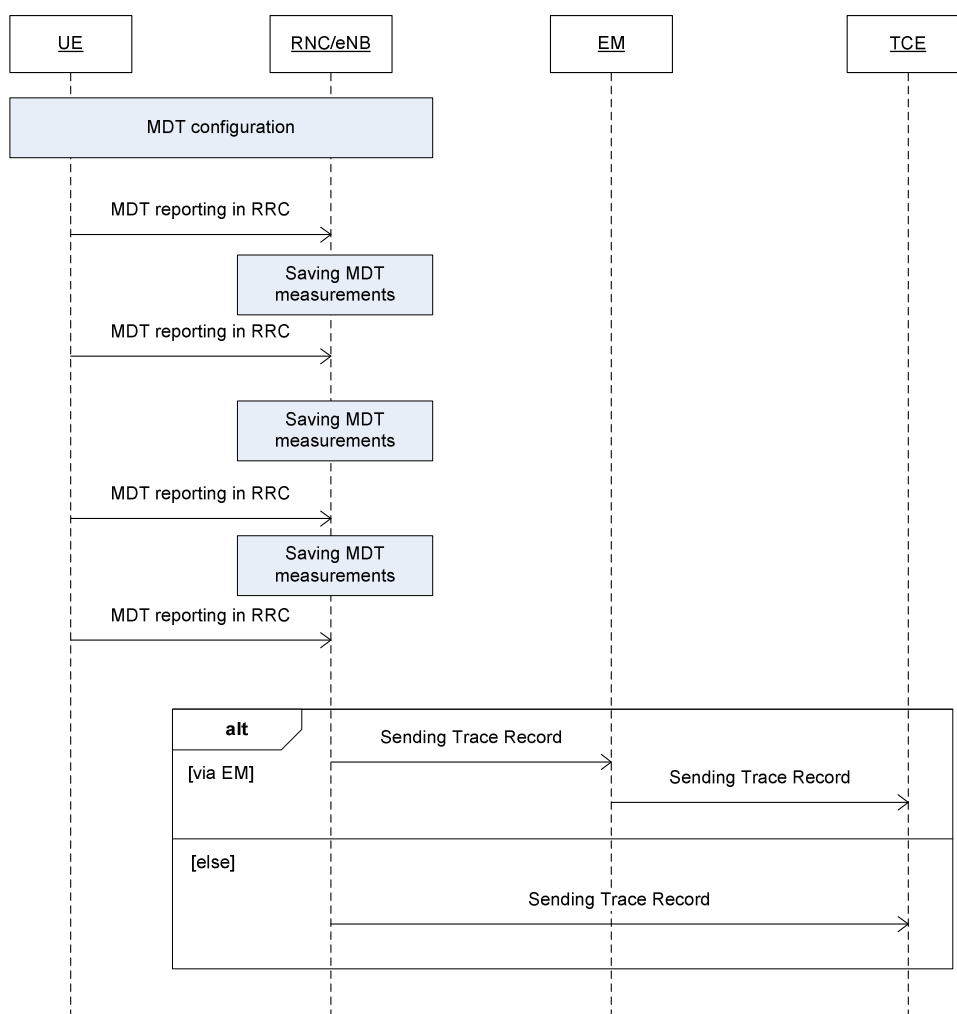 UE
RNC/eNB
EM
TCE
MDT configuration
MDT reporting in RRC
Saving MDT
measurements
MDT reporting in RRC
Saving MDT
measurements
MDT reporting in RRC
Saving MDT
measurements
MDT reporting in RRC
alt
Sending Trace Record
[via EM]
Sending Trace Record
[else]
Sending Trace Record